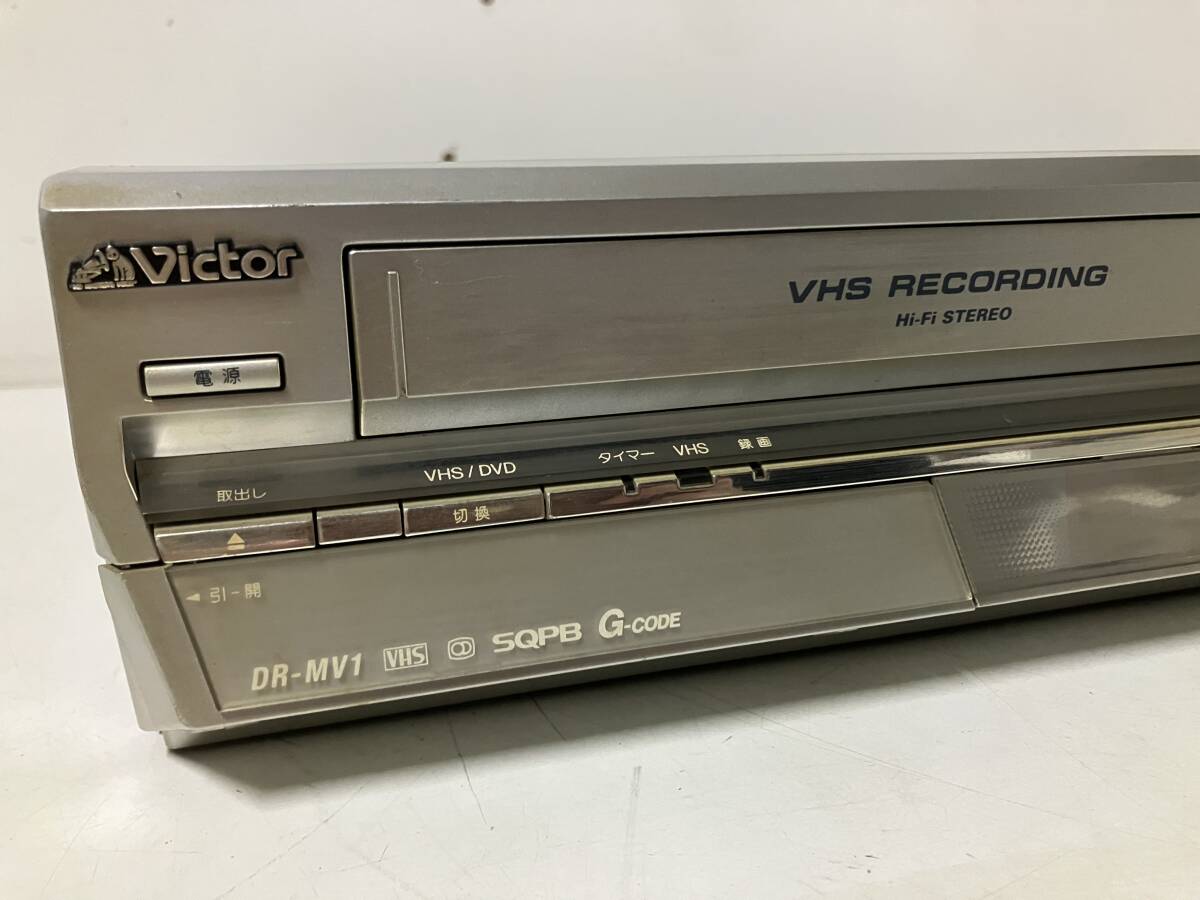 Victor
VHS RECORDING
Hi-Fi STEREO
電源
取出し
VHS / DVD
タイマー
VHS
録画
切換
◄ 引-開
DR-MV1
VHS
SQPB
G-CODE